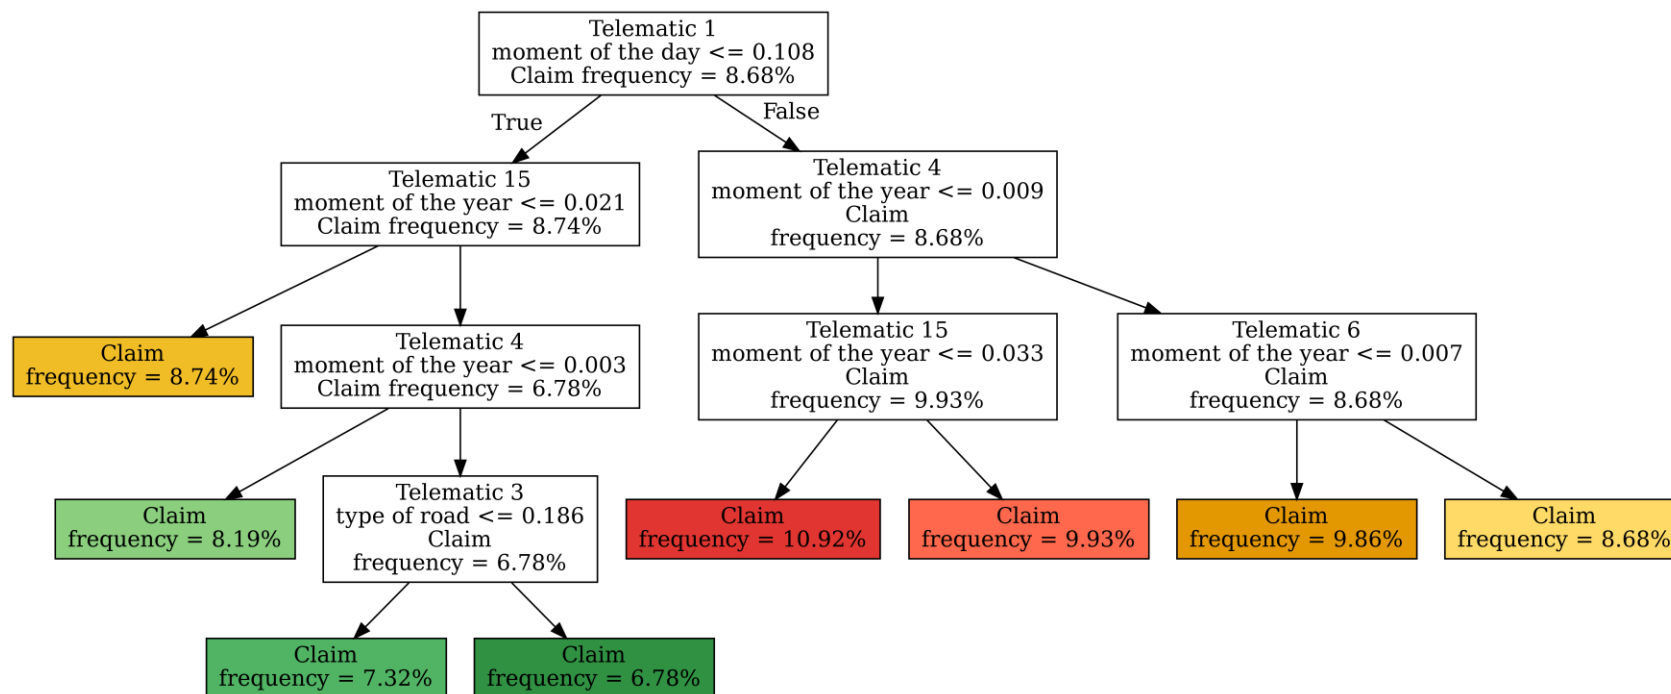 Telematic 1
moment of the day <= 0.108
Claim frequency = 8.68%
True
False
Telematic 15
moment of the year <= 0.021
Claim frequency = 8.74%
Telematic 4
moment of the year <= 0.009
Claim
frequency = 8.68%
Claim
frequency = 8.74%
Telematic 4
moment of the year <= 0.003
Claim frequency = 6.78%
Telematic 15
moment of the year <= 0.033
Claim
frequency = 9.93%
Telematic 6
moment of the year <= 0.007
Claim
frequency = 8.68%
Claim
frequency = 8.19%
Telematic 3
type of road <= 0.186
Claim
frequency = 6.78%
Claim
frequency = 10.92%
Claim
frequency = 9.93%
Claim
frequency = 9.86%
Claim
frequency = 8.68%
Claim
frequency = 7.32%
Claim
frequency = 6.78%